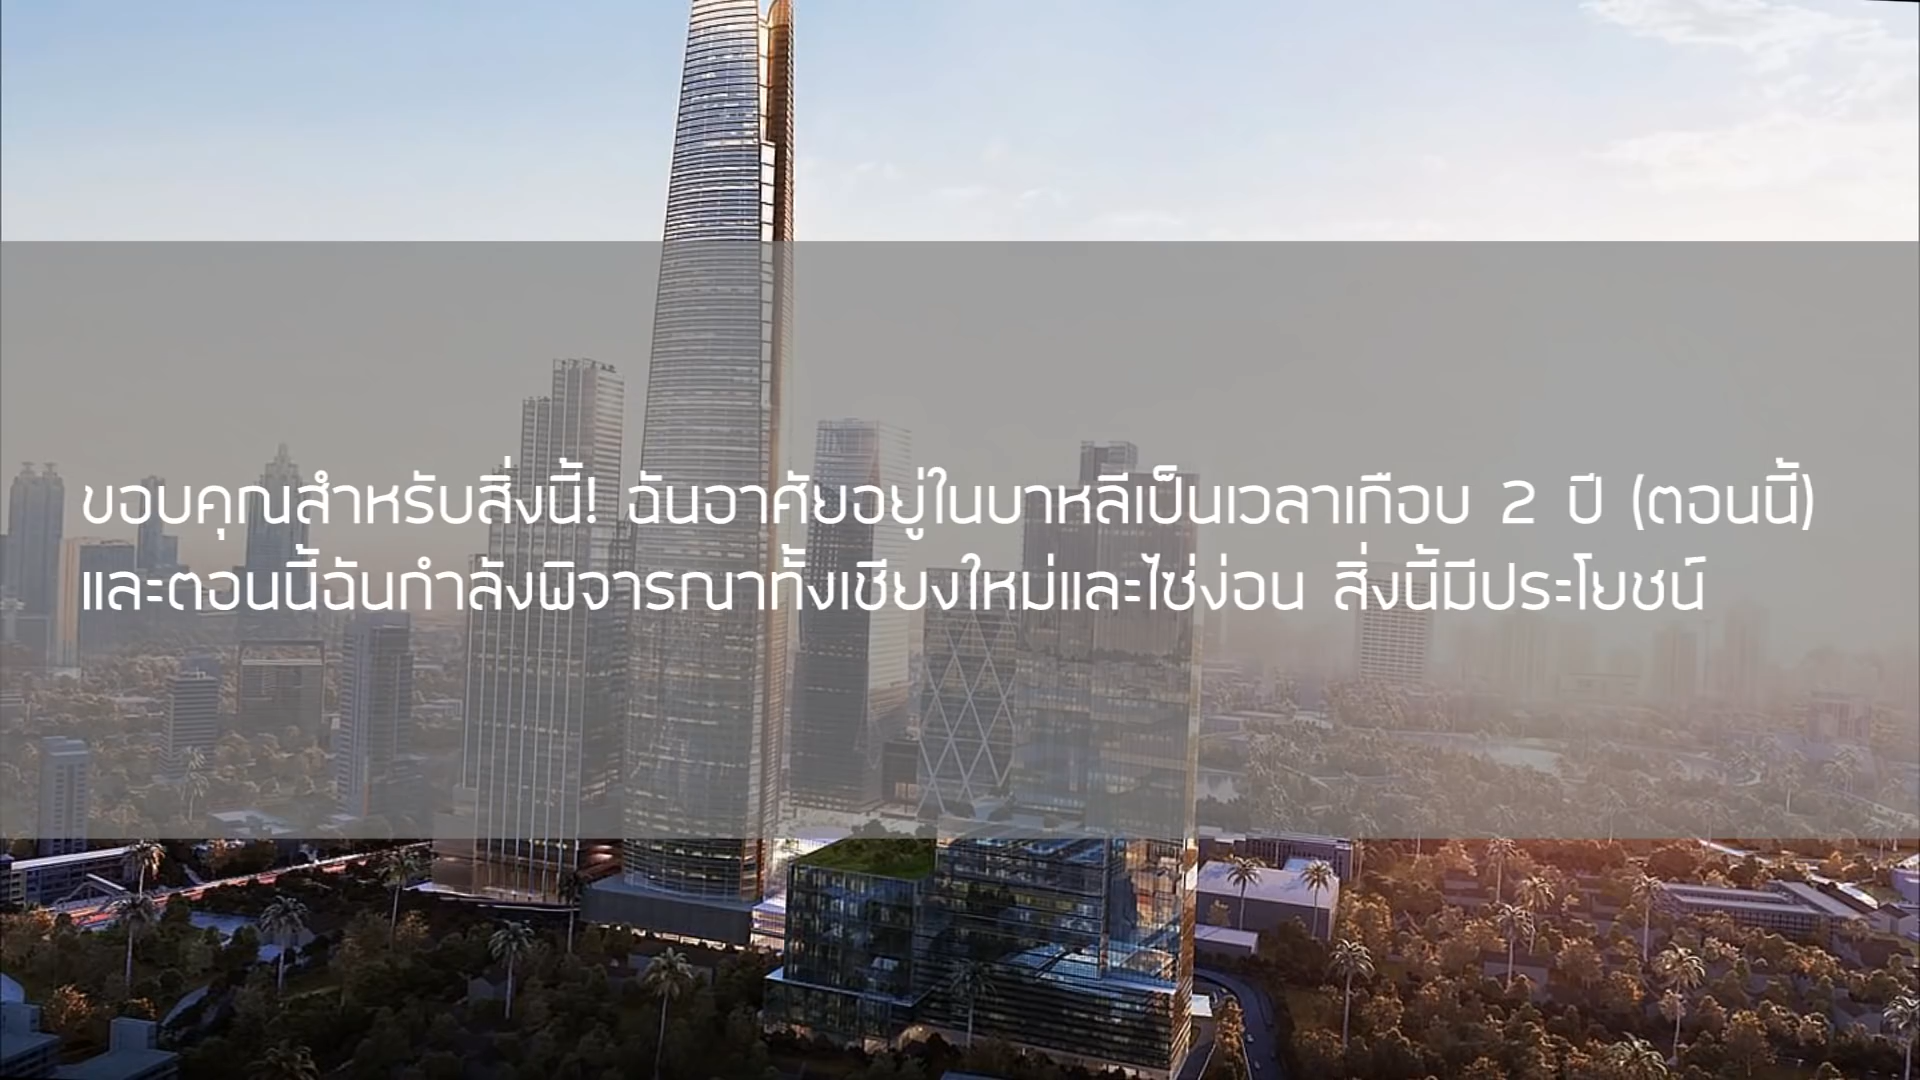 ขอบคุณสำหรับสิ่งนี้! ฉันอาศัยอยู่ในบาหลีเป็นเวลาเกือบ 2 ปี (ตอนนี้)
และตอนนี้ฉันกำลังพิจารณาทั้งเชียงใหม่และไซ่ง่อน สิ่งนี้มีประโยชน์